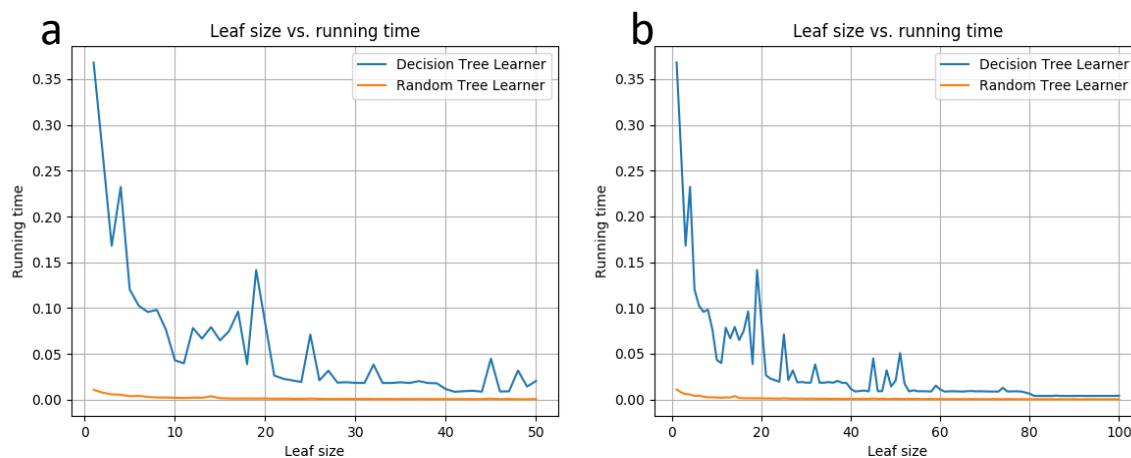 a
Leaf size vs. running time
Decision Tree Learner
Random Tree Learner
Running time
0.35
0.30
0.25
0.20
0.15
0.10
0.05
0.00
0 10 20 30 40 50
Leaf size
b
Leaf size vs. running time
Decision Tree Learner
Random Tree Learner
Running time
0.35
0.30
0.25
0.20
0.15
0.10
0.05
0.00
0 20 40 60 80 100
Leaf size